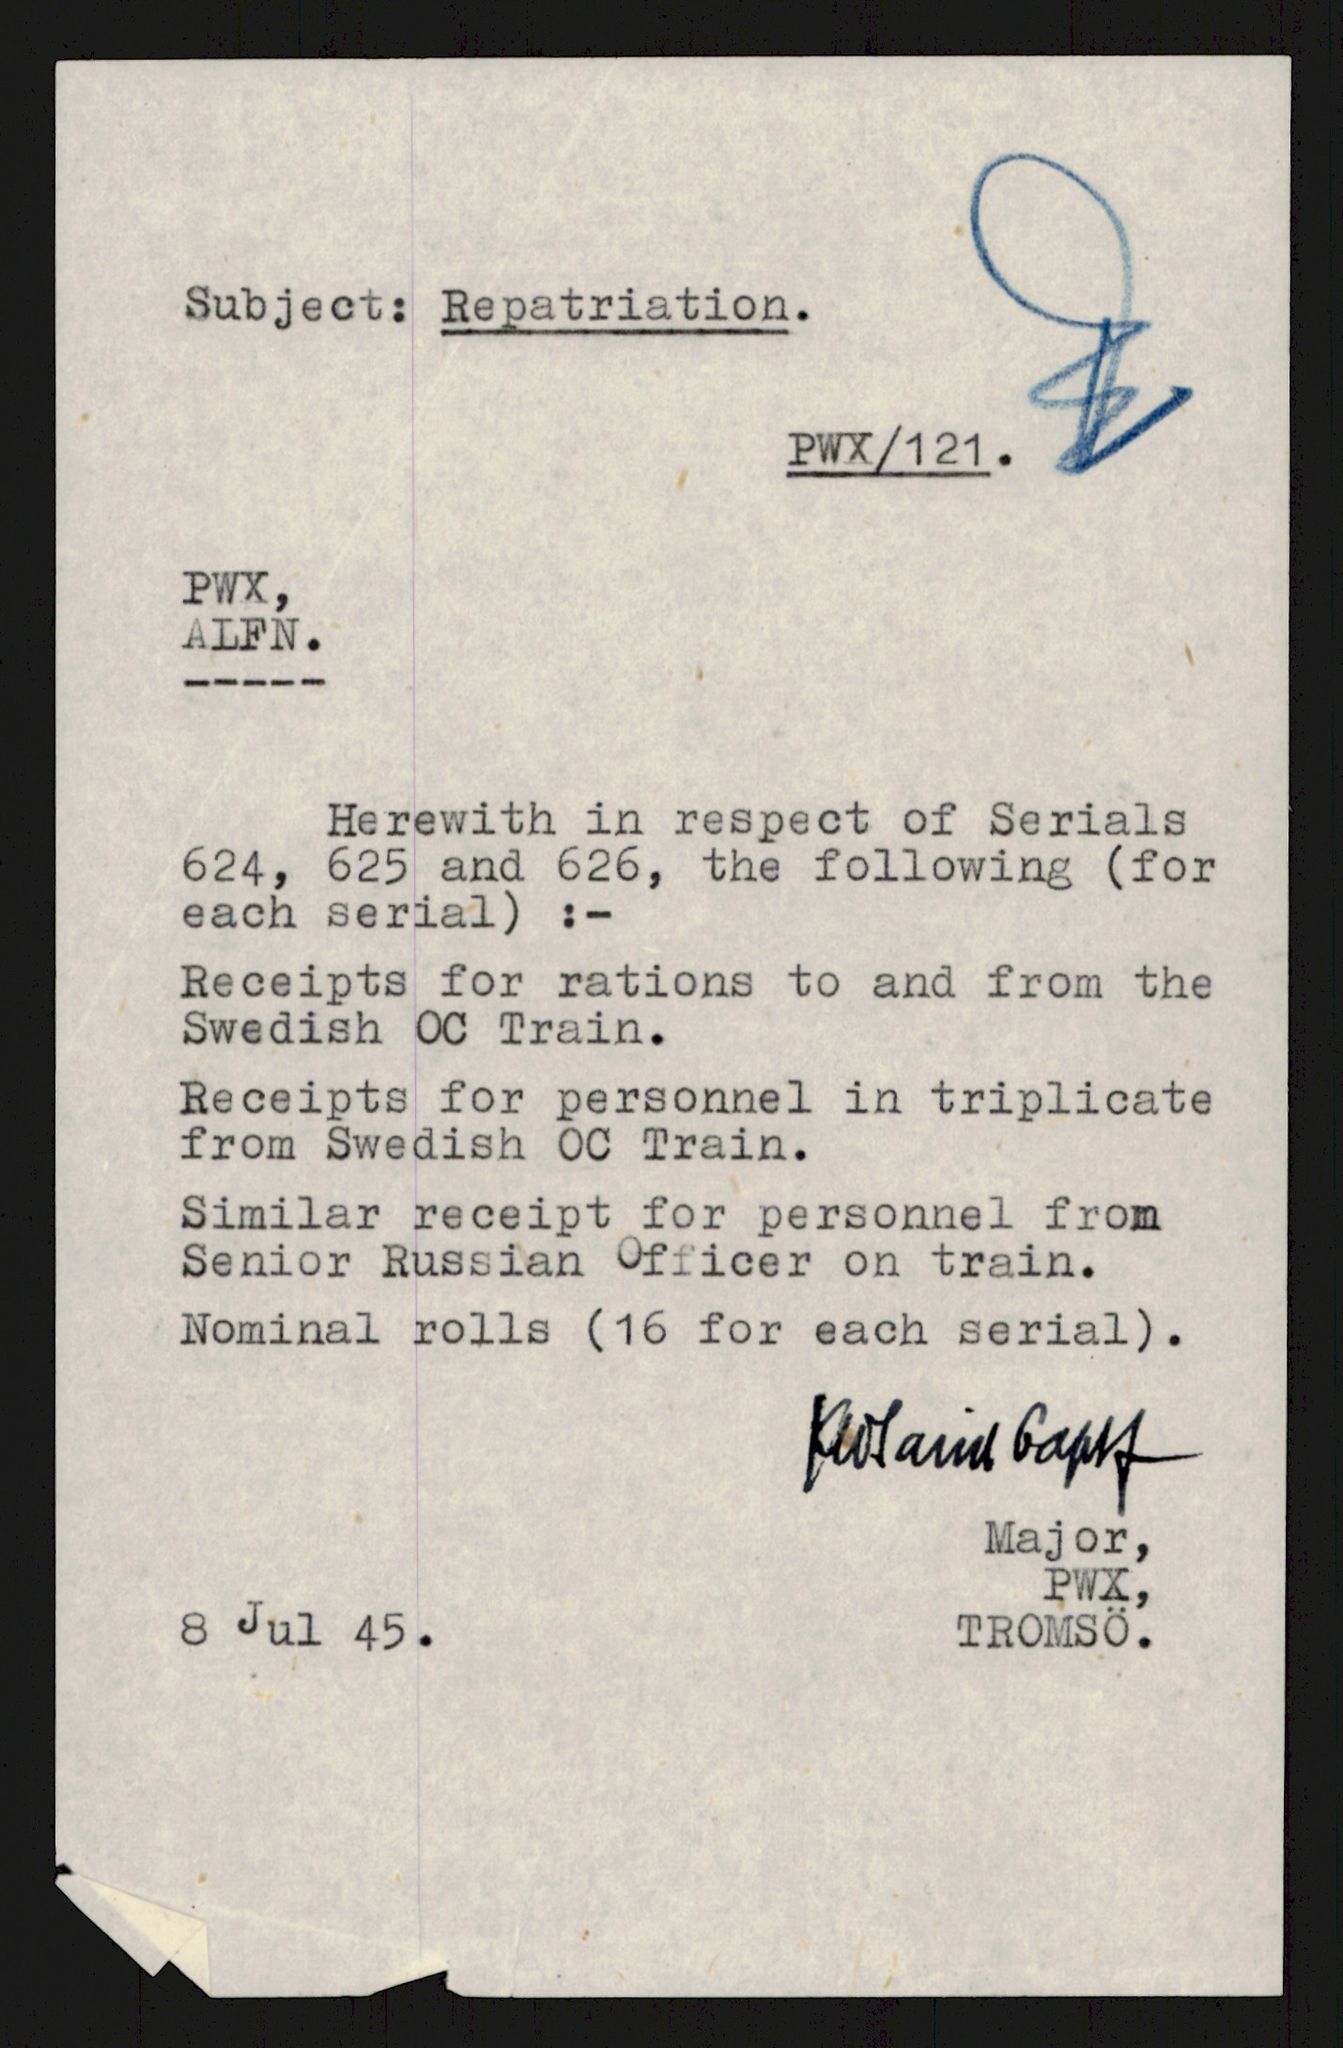 Subject: Repatriation.
PWX/121.
PWX,
ALFN.
-----
Herewith in respect of Serials
624, 625 and 626, the following (for
each serial) :-
Receipts for rations to and from the
Swedish OC Train.
Receipts for personnel in triplicate
from Swedish OC Train.
Similar receipt for personnel from
Senior Russian Officer on train.
Nominal rolls (16 for each serial).
Major,
PWX,
8 Jul 45.
TROMSÖ.